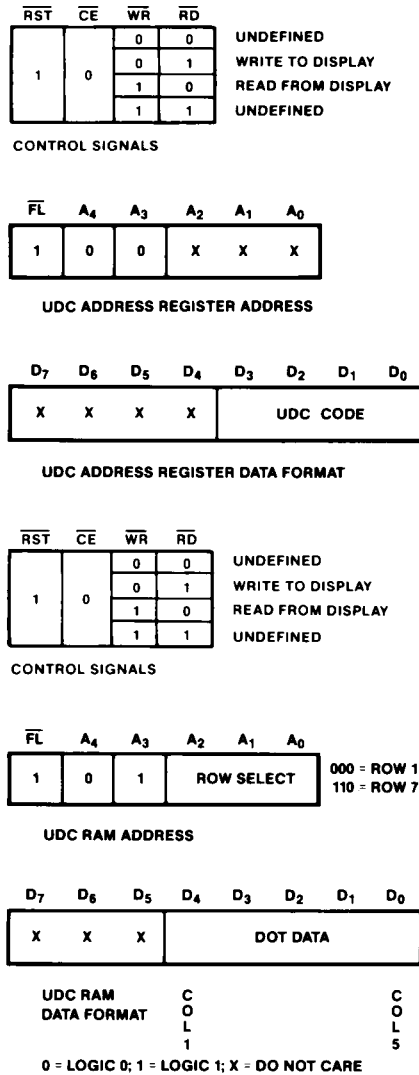 RST CE WR RD
0 0 UNDEFINED
0 1 WRITE TO DISPLAY
1 0
1 0 READ FROM DISPLAY
1 1 UNDEFINED
CONTROL SIGNALS
FL A4 A3 A2 A1 A0
1 0 0 X X X
UDC ADDRESS REGISTER ADDRESS
D7 D6 D5 D4 D3 D2 D1 D0
X X X X UDC CODE
UDC ADDRESS REGISTER DATA FORMAT
RST CE WR RD
0 0 UNDEFINED
0 1 WRITE TO DISPLAY
1 0
1 0 READ FROM DISPLAY
1 1 UNDEFINED
CONTROL SIGNALS
FL A4 A3 A2 A1 A0
1 0 1 ROW SELECT
000 = ROW 1
110 = ROW 7
UDC RAM ADDRESS
D7 D6 D5 D4 D3 D2 D1 D0
X X X DOT DATA
UDC RAM
DATA FORMAT
COL1
COL5
0 = LOGIC 0; 1 = LOGIC 1; X = DO NOT CARE